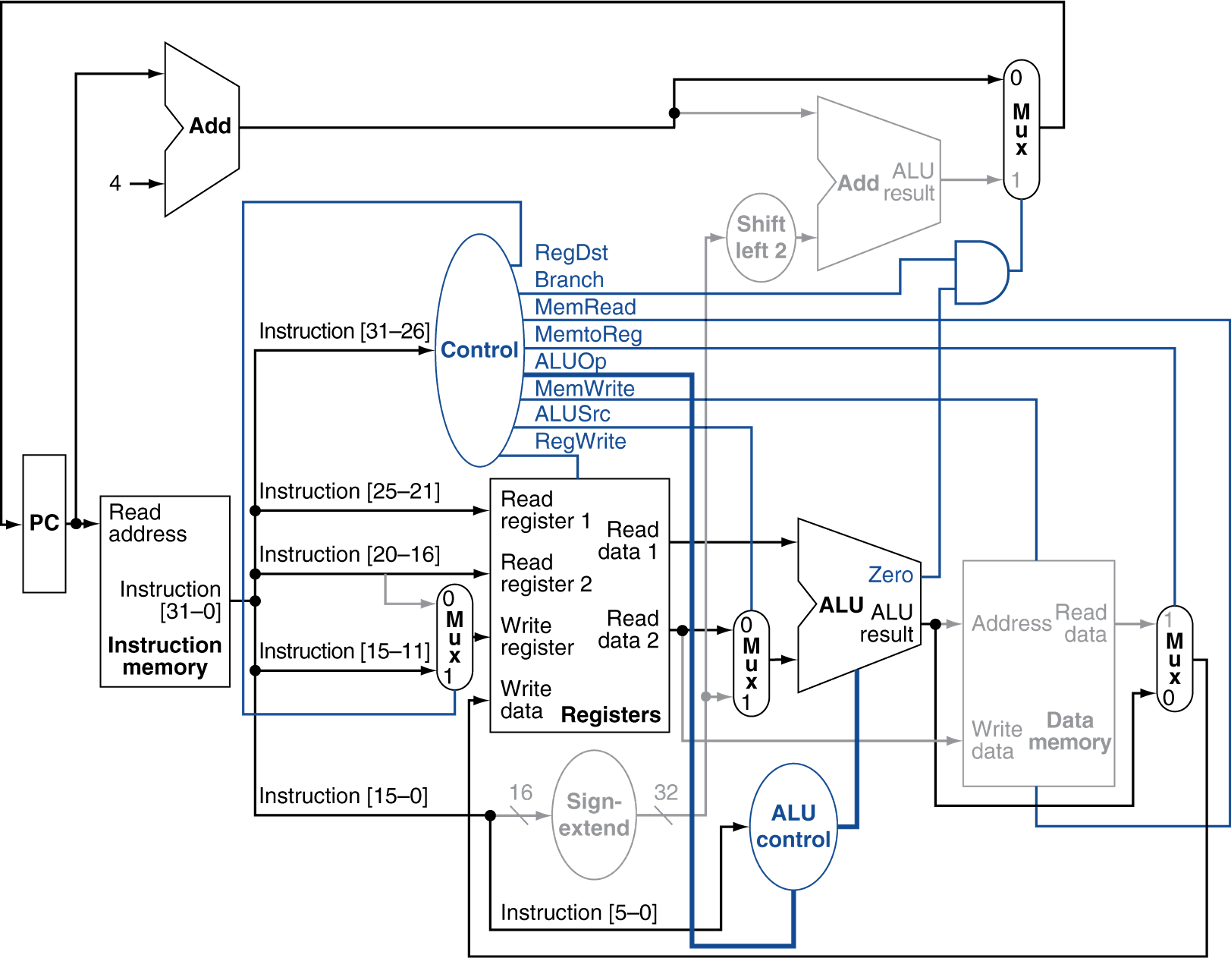 0
M
u
x
1
Add
4
Add
ALU
result
Shift
left 2
RegDst
Branch
MemRead
MemtoReg
ALUOp
MemWrite
ALUSrc
RegWrite
Control
Instruction [31–26]
Instruction [25–21]
Instruction [20–16]
Instruction [15–11]
Instruction [15–0]
Instruction [5–0]
PC
Read
address
Instruction
[31–0]
Instruction
memory
0
M
u
x
1
Read
register 1
Read
register 2
Write
register
Write
data
Read
data 1
Read
data 2
Registers
0
M
u
x
1
Zero
ALU
ALU
result
Address
Read
data
Write
data
Data
memory
1
M
u
x
0
16
Sign-
extend
32
ALU
control